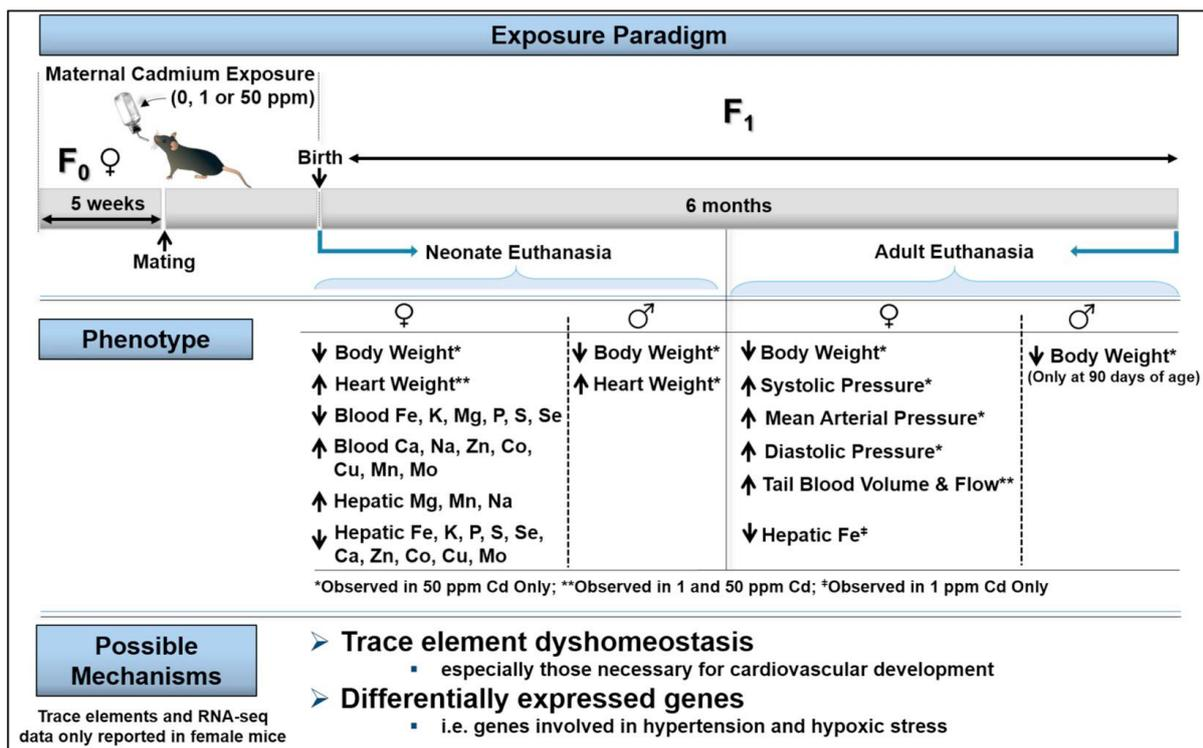 Exposure Paradigm
Maternal Cadmium Exposure
(0, 1 or 50 ppm)
F₀ ♀
F₁
Birth
5 weeks
6 months
Mating
Neonate Euthanasia
Adult Euthanasia
Phenotype
♀
♂
♀
♂
↓ Body Weight*
↑ Heart Weight**
↓ Blood Fe, K, Mg, P, S, Se
↑ Blood Ca, Na, Zn, Co,
Cu, Mn, Mo
↑ Hepatic Mg, Mn, Na
↓ Hepatic Fe, K, P, S, Se,
Ca, Zn, Co, Cu, Mo
↓ Body Weight*
↑ Heart Weight*
↓ Body Weight*
↑ Systolic Pressure*
↑ Mean Arterial Pressure*
↑ Diastolic Pressure*
↑ Tail Blood Volume & Flow**
↓ Hepatic Fe‡
↓ Body Weight*
(Only at 90 days of age)
*Observed in 50 ppm Cd Only; **Observed in 1 and 50 ppm Cd; ‡Observed in 1 ppm Cd Only
Possible
Mechanisms
Trace elements and RNA-seq
data only reported in female mice
➢ Trace element dyshomeostasis
▪ especially those necessary for cardiovascular development
➢ Differentially expressed genes
▪ i.e. genes involved in hypertension and hypoxic stress